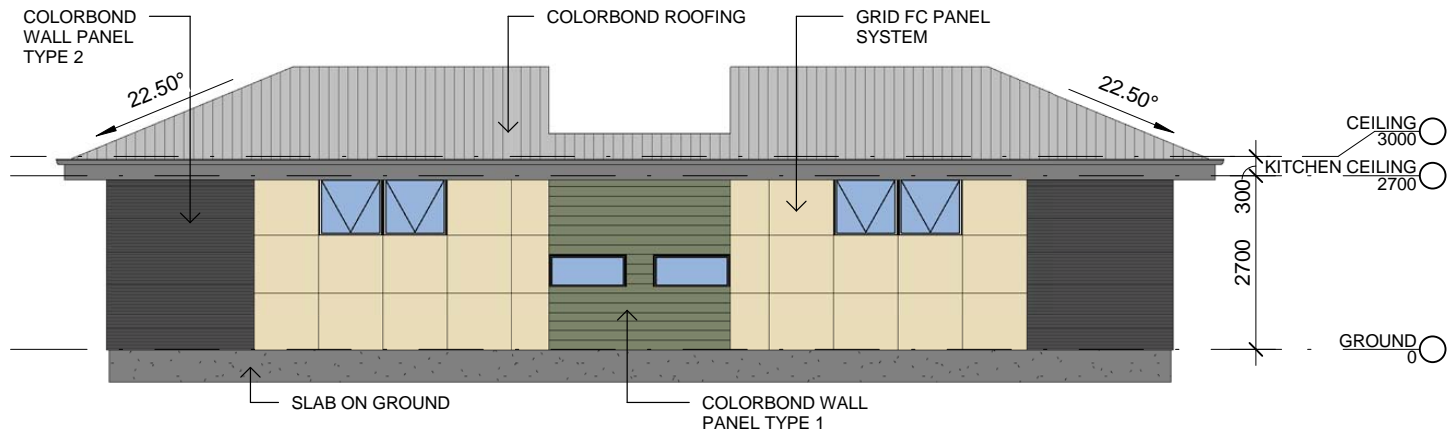 COLORBOND
WALL PANEL
TYPE 2
COLORBOND ROOFING
GRID FC PANEL
SYSTEM
22.50°
22.50°
CEILING
3000
KITCHEN CEILING
2700
300
2700
GROUND
0
SLAB ON GROUND
COLORBOND WALL
PANEL TYPE 1